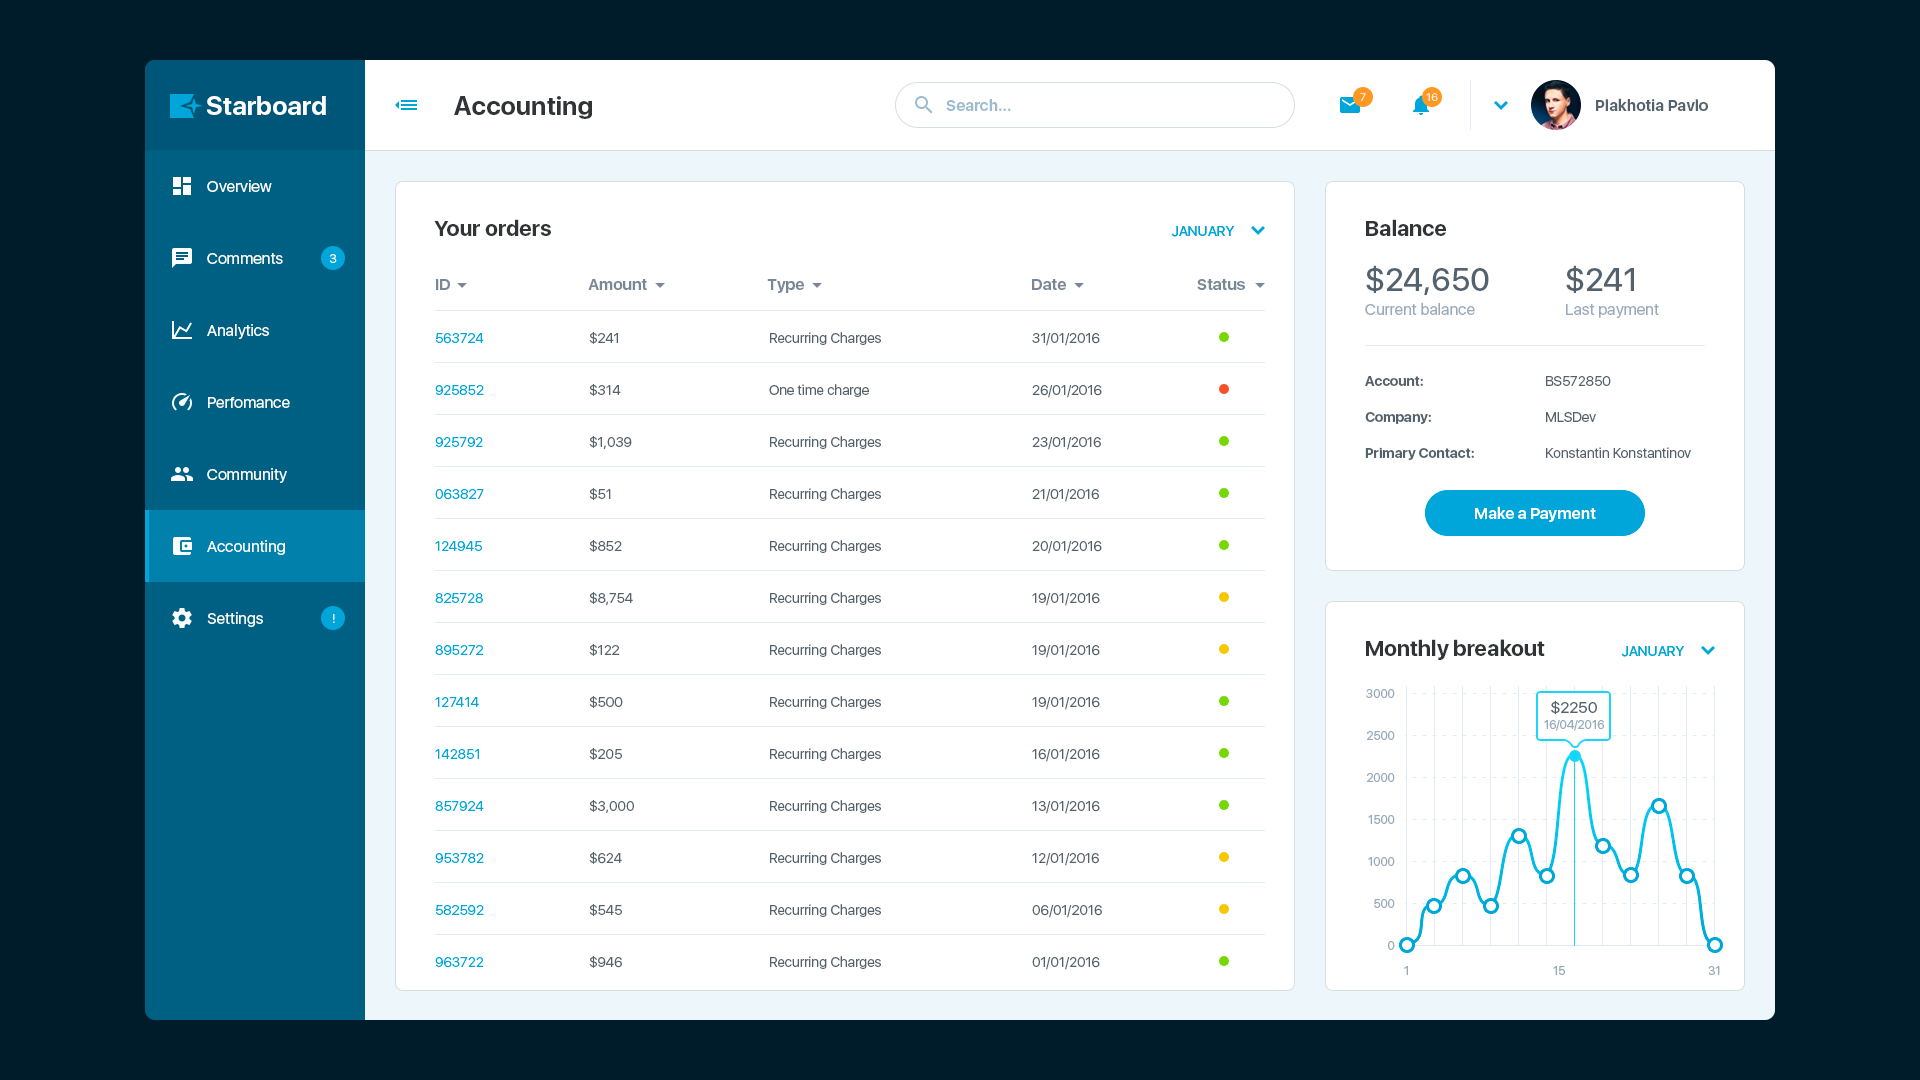 Starboard
Accounting
Search...
7
16
Plakhotia Pavlo
Overview
Comments
3
Analytics
Perfomance
Community
Accounting
Settings
!
Your orders
JANUARY
ID Amount Type Date Status
563724 $241 Recurring Charges 31/01/2016
925852 $314 One time charge 26/01/2016
925792 $1,039 Recurring Charges 23/01/2016
063827 $51 Recurring Charges 21/01/2016
124945 $852 Recurring Charges 20/01/2016
825728 $8,754 Recurring Charges 19/01/2016
895272 $122 Recurring Charges 19/01/2016
127414 $500 Recurring Charges 19/01/2016
142851 $205 Recurring Charges 16/01/2016
857924 $3,000 Recurring Charges 13/01/2016
953782 $624 Recurring Charges 12/01/2016
582592 $545 Recurring Charges 06/01/2016
963722 $946 Recurring Charges 01/01/2016
Balance
$24,650 $241
Current balance Last payment
Account: BS572850
Company: MLSDev
Primary Contact: Konstantin Konstantinov
Make a Payment
Monthly breakout
JANUARY
3000
$2250
16/04/2016
2500
2000
1500
1000
500
0
1 15 31